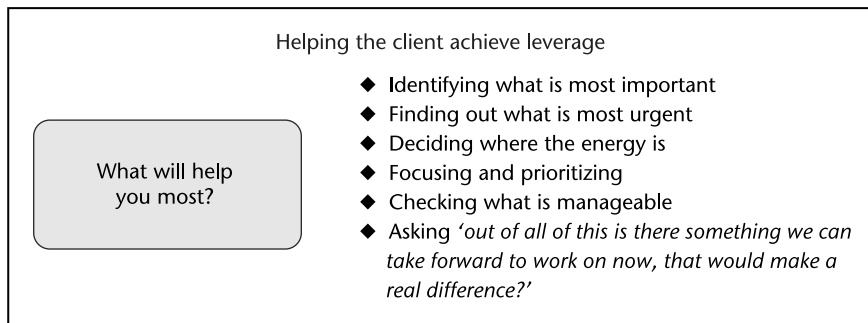 Helping the client achieve leverage
What will help
you most?
◆ Identifying what is most important
◆ Finding out what is most urgent
◆ Deciding where the energy is
◆ Focusing and prioritizing
◆ Checking what is manageable
◆ Asking ‘out of all of this is there something we can
take forward to work on now, that would make a
real difference?’